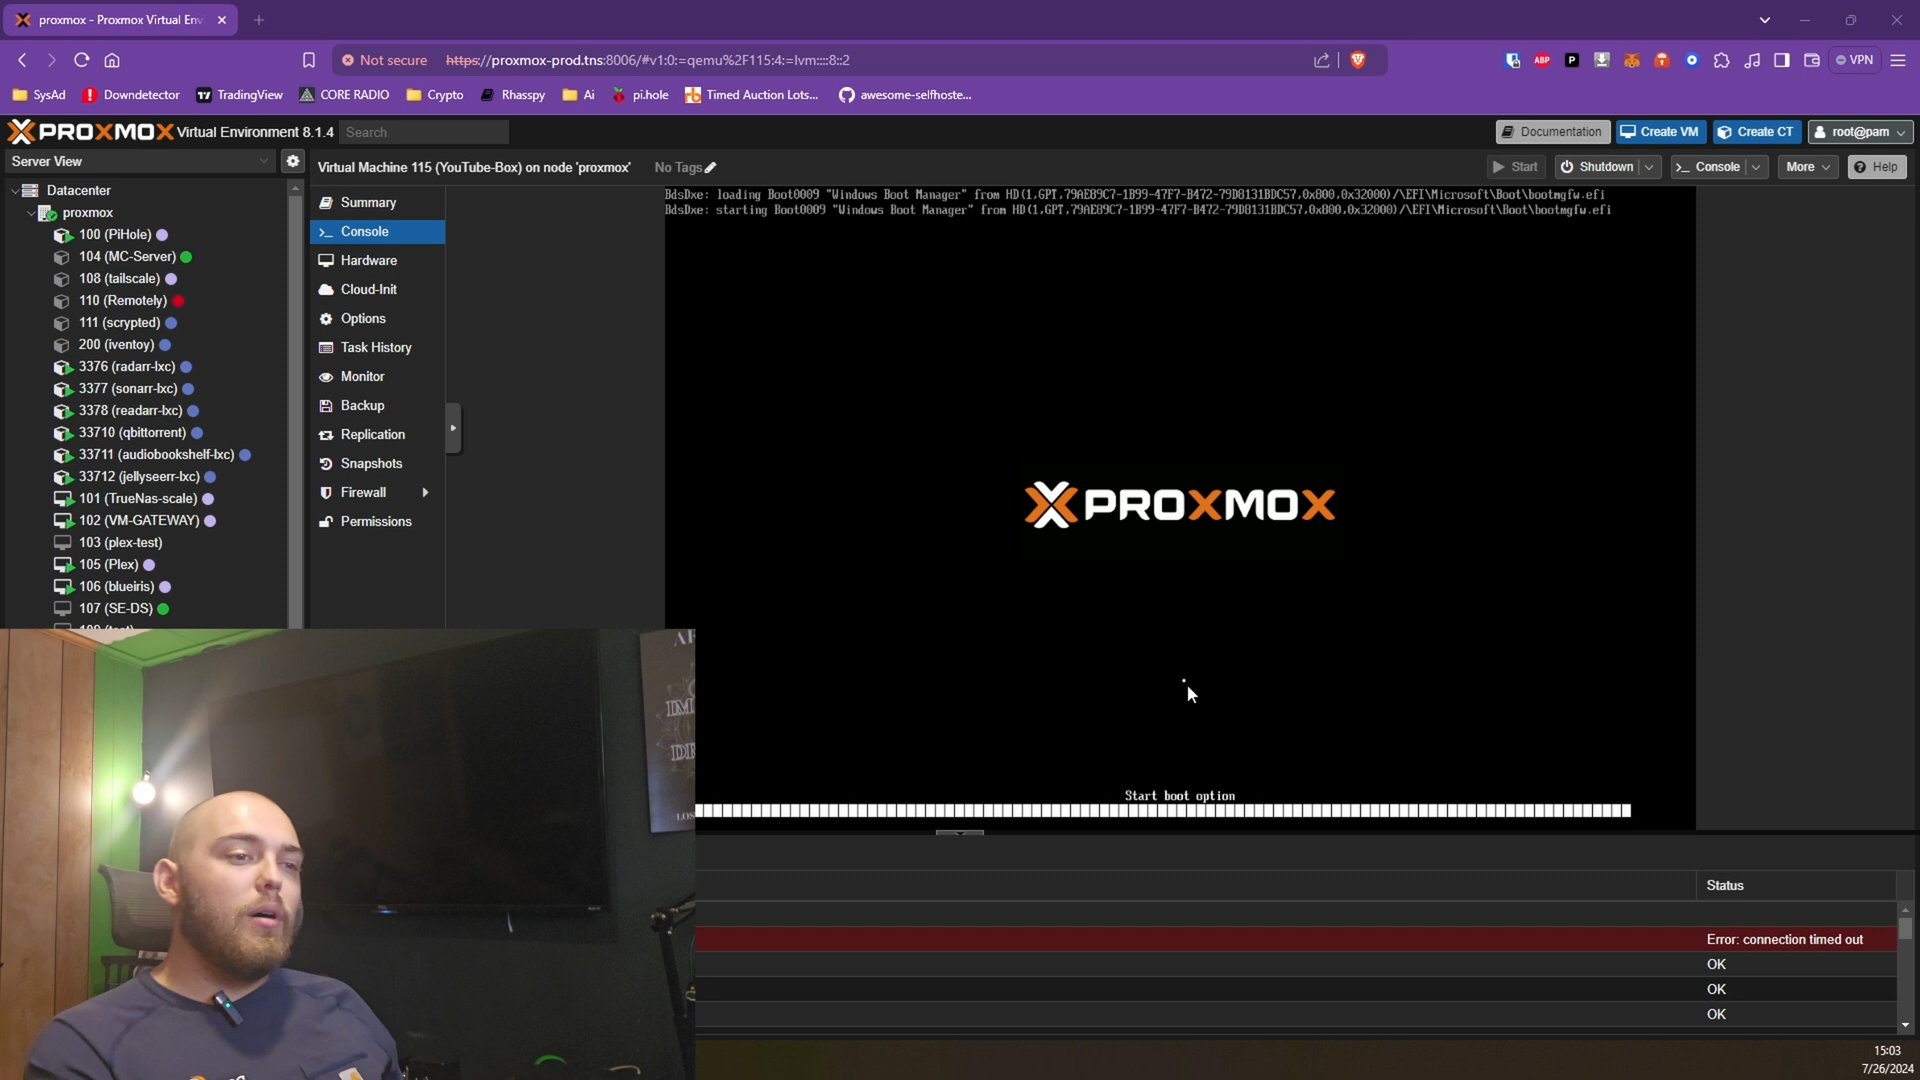 proxmox - Proxmox Virtual Env
Not secure
https://proxmox-prod.tns:8006/#v1:0:=qemu%2F115:4:=lvm::::8::2
ABP
VPN
SysAd
Downdetector
TradingView
CORE RADIO
Crypto
Rhasspy
Ai
pi.hole
Timed Auction Lots...
awesome-selfhoste...
PROXMOX Virtual Environment 8.1.4
Search
Documentation
Create VM
Create CT
root@pam
Server View
Virtual Machine 115 (YouTube-Box) on node 'proxmox'
No Tags
Start
Shutdown
Console
More
Help
Datacenter
proxmox
100 (PiHole)
104 (MC-Server)
108 (tailscale)
110 (Remotely)
111 (scrypted)
200 (iventoy)
3376 (radarr-lxc)
3377 (sonarr-lxc)
3378 (readarr-lxc)
33710 (qbittorrent)
33711 (audiobookshelf-lxc)
33712 (jellyseerr-lxc)
101 (TrueNas-scale)
102 (VM-GATEWAY)
103 (plex-test)
105 (Plex)
106 (blueiris)
107 (SE-DS)
Summary
Console
Hardware
Cloud-Init
Options
Task History
Monitor
Backup
Replication
Snapshots
Firewall
Permissions
BdsDxe: loading Boot0009 "Windows Boot Manager" from HD(1,GPT,79AE89C7-1B99-47F7-B472-79D8131BDC57,0x800,0x32000)/\EFI\Microsoft\Boot\bootmgfw.efi
BdsDxe: starting Boot0009 "Windows Boot Manager" from HD(1,GPT,79AE89C7-1B99-47F7-B472-79D8131BDC57,0x800,0x32000)/\EFI\Microsoft\Boot\bootmgfw.efi
PROXMOX
Start boot option
Status
Error: connection timed out
OK
OK
OK
15:03
7/26/2024